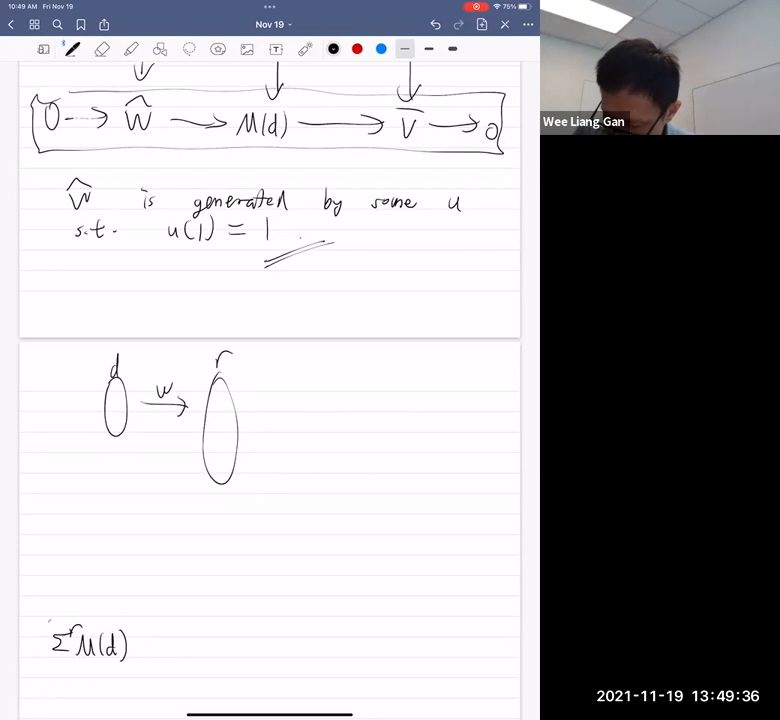 10:49 AM Fri Nov 19
75%
Nov 19
0 → Ŵ → M(d) → V̄ → 0
Ŵ is generated by some u
s.t. u(1) = 1
d w r
Σ^r M(d)
Wee Liang Gan
2021-11-19 13:49:36